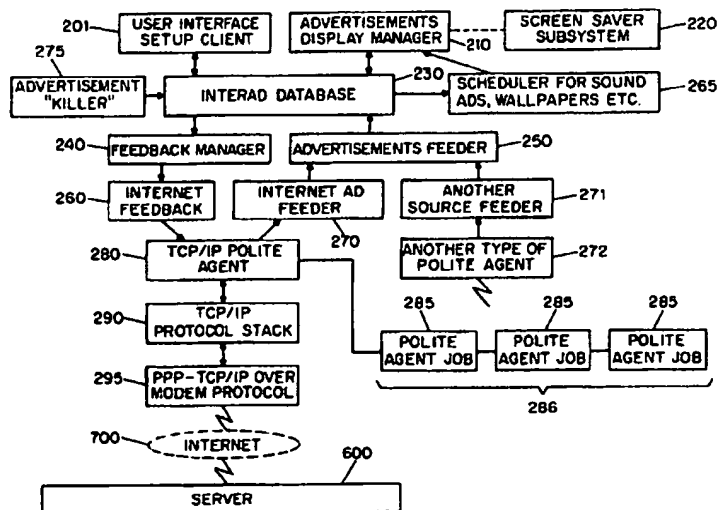 201
USER INTERFACE
SETUP CLIENT
ADVERTISEMENTS
DISPLAY MANAGER
210
SCREEN SAVER
SUBSYSTEM
220
275
ADVERTISEMENT
"KILLER"
230
INTERAD DATABASE
SCHEDULER FOR SOUND
ADS, WALLPAPERS ETC.
265
240
FEEDBACK MANAGER
ADVERTISEMENTS FEEDER
250
260
INTERNET
FEEDBACK
INTERNET AD
FEEDER
270
ANOTHER
SOURCE FEEDER
271
280
TCP/IP POLITE
AGENT
ANOTHER TYPE OF
POLITE AGENT
272
290
TCP/IP
PROTOCOL STACK
285
285
285
POLITE
AGENT JOB
POLITE
AGENT JOB
POLITE
AGENT JOB
286
295
PPP-TCP/IP OVER
MODEM PROTOCOL
700
INTERNET
600
SERVER